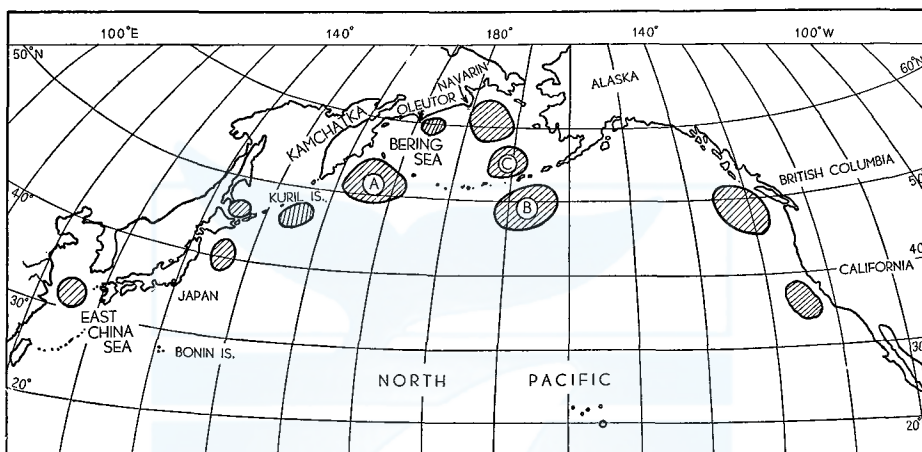 100°E 140° 180° 100°W
50°N
60°N
NAVARIN
OLEUTOR
ALASKA
KAMCHATKA
BERING
SEA
C
A
BRITISH COLUMBIA
50°
KURIL IS.
B
40°
40°
CALIFORNIA
JAPAN
30°
30°
EAST
CHINA
SEA
BONIN IS.
NORTH PACIFIC
20°
20°